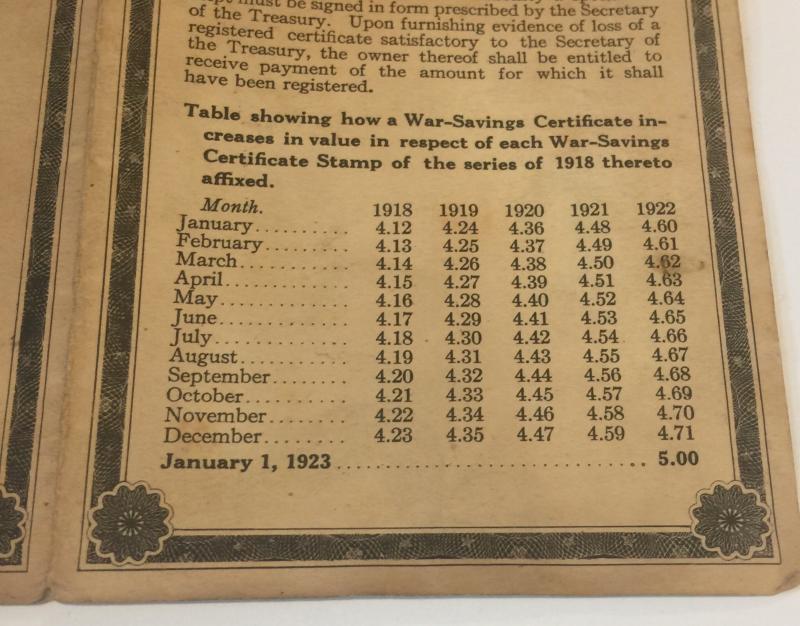 must be signed in form prescribed by the Secretary
of the Treasury. Upon furnishing evidence of loss of a
registered certificate satisfactory to the Secretary of
the Treasury, the owner thereof shall be entitled to
receive payment of the amount for which it shall
have been registered.
Table showing how a War-Savings Certificate in-
creases in value in respect of each War-Savings
Certificate Stamp of the series of 1918 thereto
affixed.
Month. 1918 1919 1920 1921 1922
January.......... 4.12 4.24 4.36 4.48 4.60
February......... 4.13 4.25 4.37 4.49 4.61
March........... 4.14 4.26 4.38 4.50 4.62
April............ 4.15 4.27 4.39 4.51 4.63
May............. 4.16 4.28 4.40 4.52 4.64
June............. 4.17 4.29 4.41 4.53 4.65
July............. 4.18 4.30 4.42 4.54 4.66
August........... 4.19 4.31 4.43 4.55 4.67
September........ 4.20 4.32 4.44 4.56 4.68
October.......... 4.21 4.33 4.45 4.57 4.69
November........ 4.22 4.34 4.46 4.58 4.70
December........ 4.23 4.35 4.47 4.59 4.71
January 1, 1923................................ 5.00